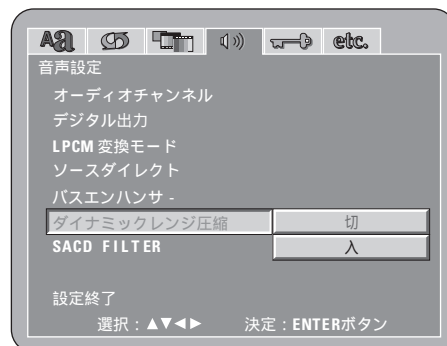 Aa etc.
音声設定
オーディオチャンネル
デジタル出力
LPCM 変換モード
ソースダイレクト
バスエンハンサ -
ダイナミックレンジ圧縮 切
SACD FILTER 入
設定終了
選択：▲▼◀▶ 決定：ENTERボタン